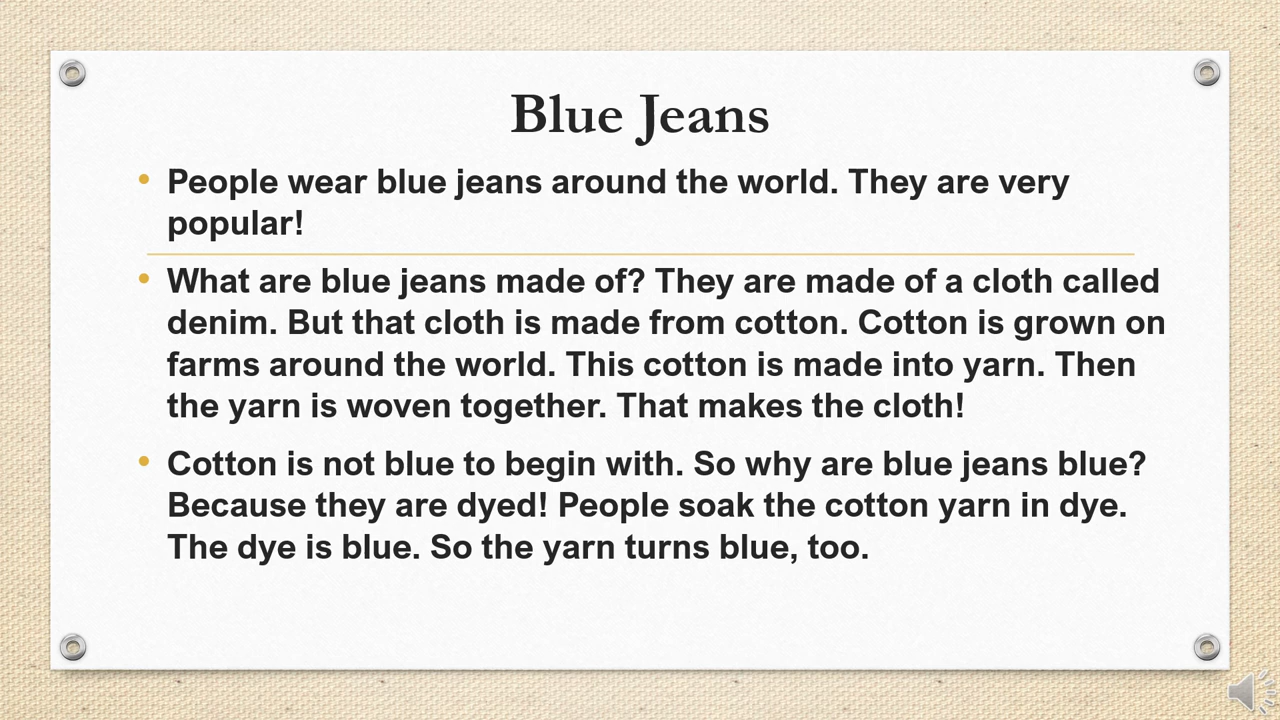 Blue Jeans
• People wear blue jeans around the world. They are very
popular!
• What are blue jeans made of? They are made of a cloth called
denim. But that cloth is made from cotton. Cotton is grown on
farms around the world. This cotton is made into yarn. Then
the yarn is woven together. That makes the cloth!
• Cotton is not blue to begin with. So why are blue jeans blue?
Because they are dyed! People soak the cotton yarn in dye.
The dye is blue. So the yarn turns blue, too.